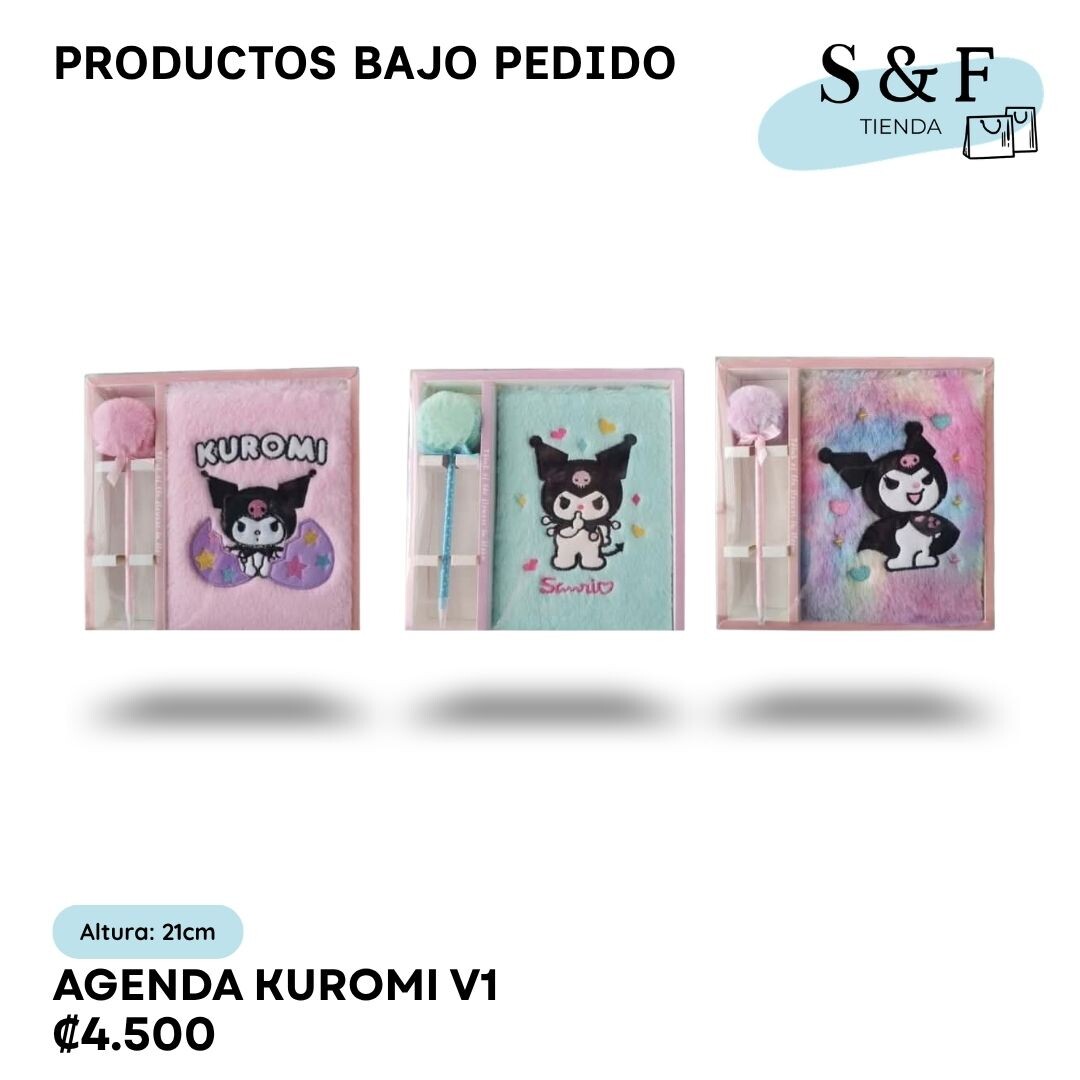 PRODUCTOS BAJO PEDIDO
S & F
TIENDA
KUROMI
Sanrio
Altura: 21cm
AGENDA KUROMI V1
₡4.500